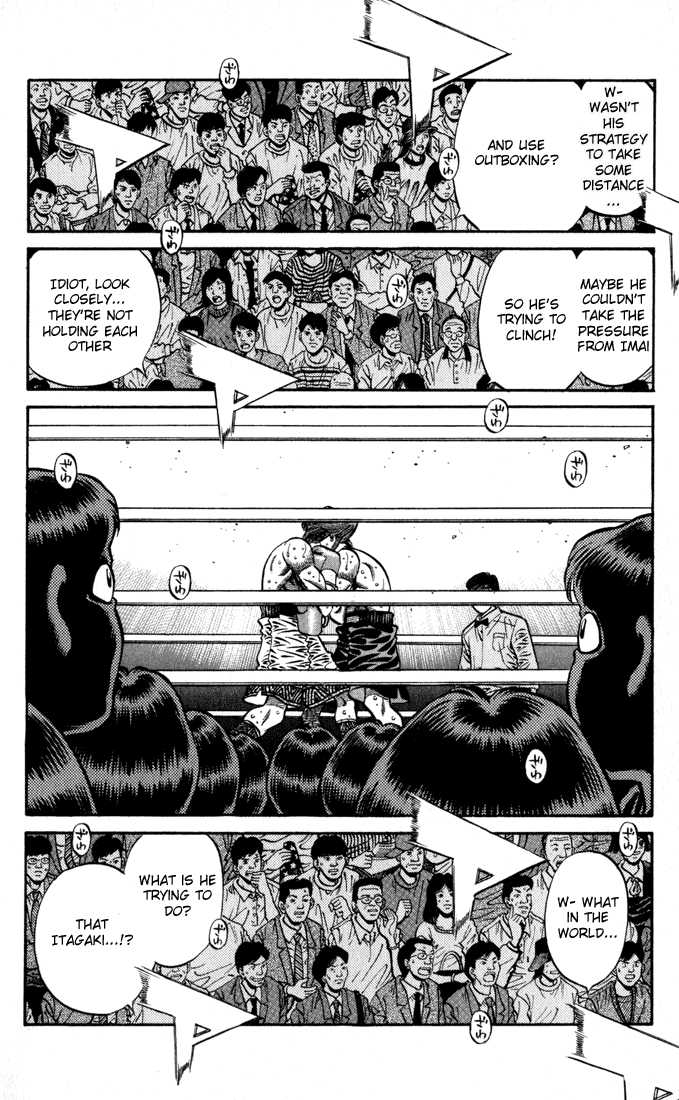 W-
WASN'T
HIS
STRATEGY
TO TAKE
SOME
DISTANCE
...
AND USE
OUTBOXING?
MAYBE HE
COULDN'T
TAKE THE
PRESSURE
FROM IMAI
SO HE'S
TRYING TO
CLINCH!
IDIOT, LOOK
CLOSELY...
THEY'RE NOT
HOLDING EACH
OTHER
W- WHAT
IN THE
WORLD...
WHAT IS HE
TRYING TO
DO?
THAT
ITAGAKI...!?